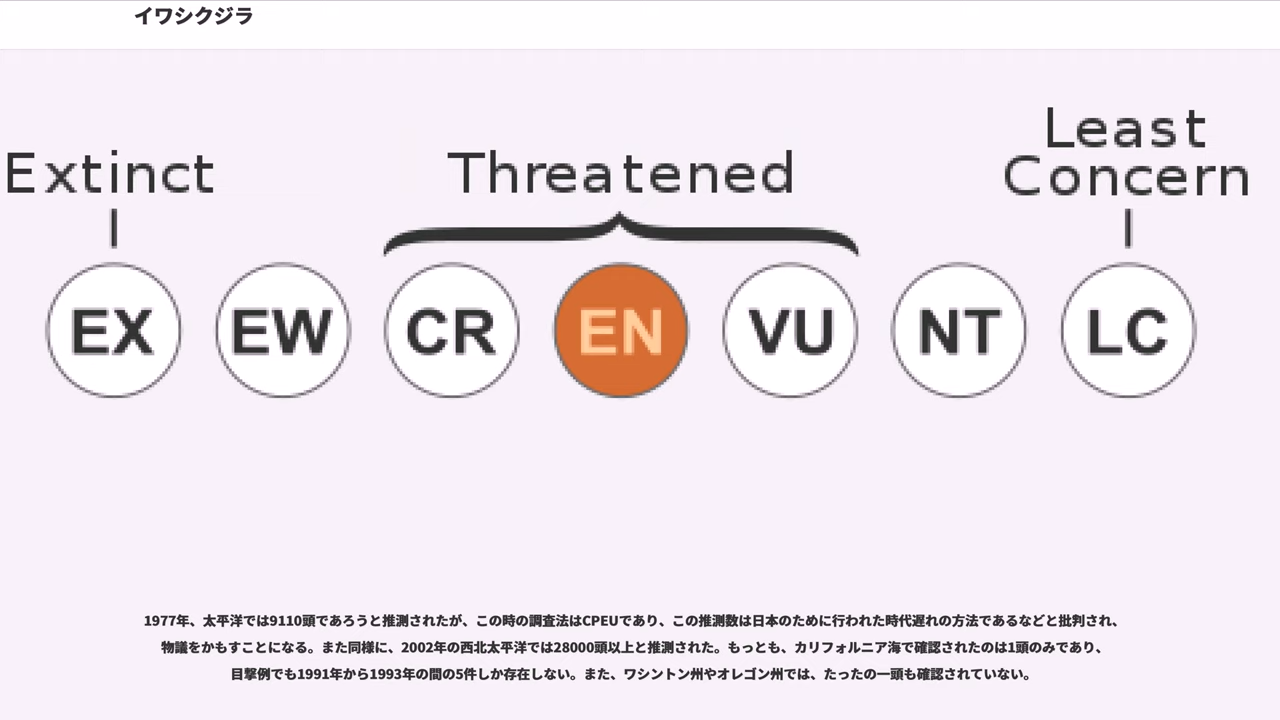 イワシクジラ
Least
Extinct Threatened Concern
EX EW CR EN VU NT LC
1977年、太平洋では9110頭であろうと推測されたが、この時の調査法はCPEUであり、この推測数は日本のために行われた時代遅れの方法であるなどと批判され、
物議をかもすことになる。また同様に、2002年の西北太平洋では28000頭以上と推測された。もっとも、カリフォルニア海で確認されたのは1頭のみであり、
目撃例でも1991年から1993年の間の5件しか存在しない。また、ワシントン州やオレゴン州では、たったの一頭も確認されていない。